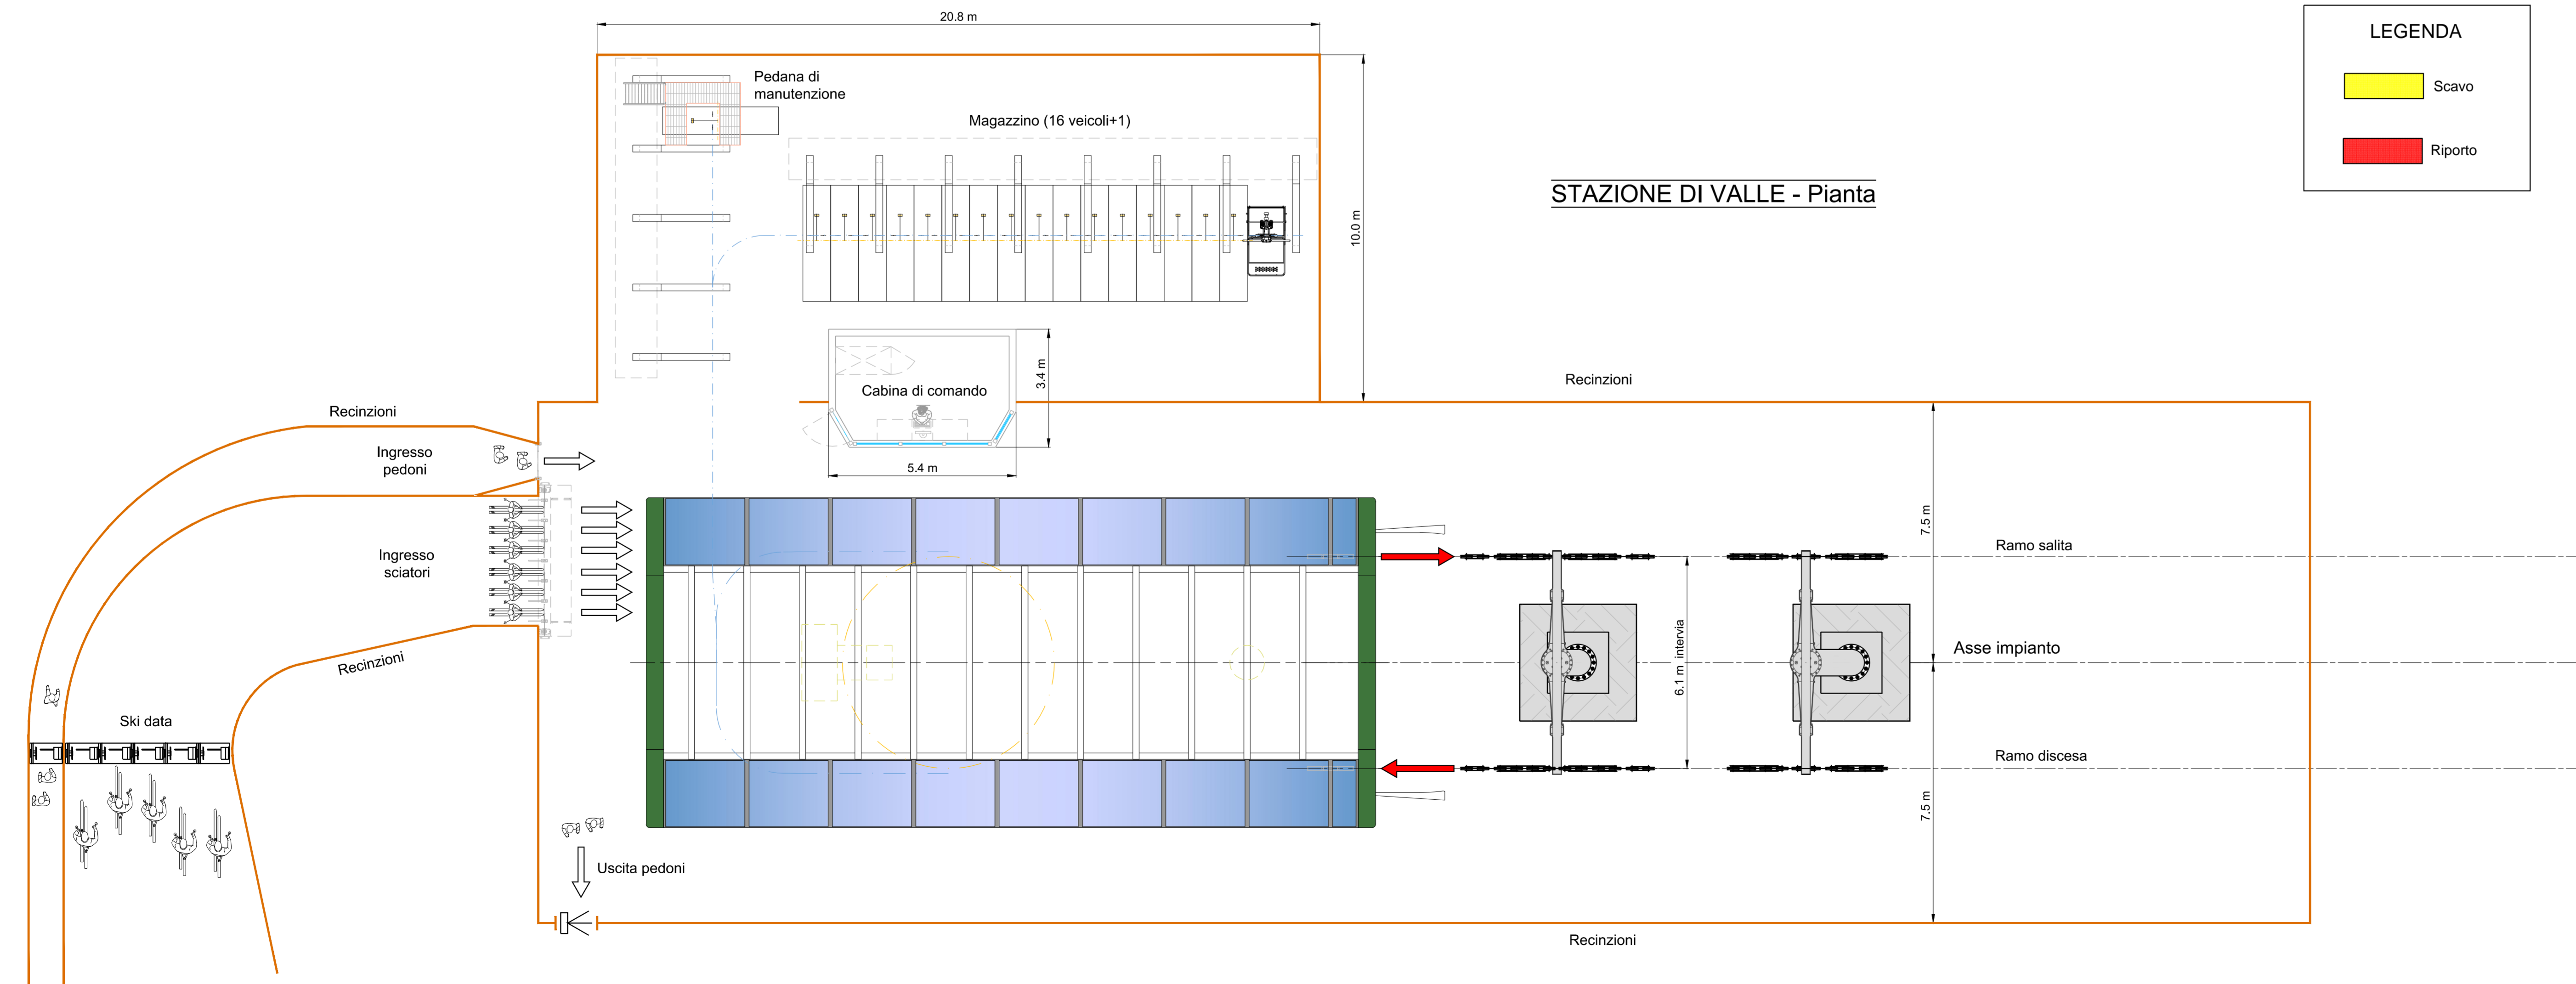 20.8 m
LEGENDA
Scavo
Riporto
Pedana di
manutenzione
Magazzino (16 veicoli+1)
STAZIONE DI VALLE - Pianta
10.0 m
Cabina di comando
3.4 m
5.4 m
Recinzioni
Recinzioni
Ingresso
pedoni
Ingresso
sciatori
Recinzioni
Ski data
Uscita pedoni
7.5 m
Ramo salita
6.1 m intervia
Asse impianto
Ramo discesa
7.5 m
Recinzioni